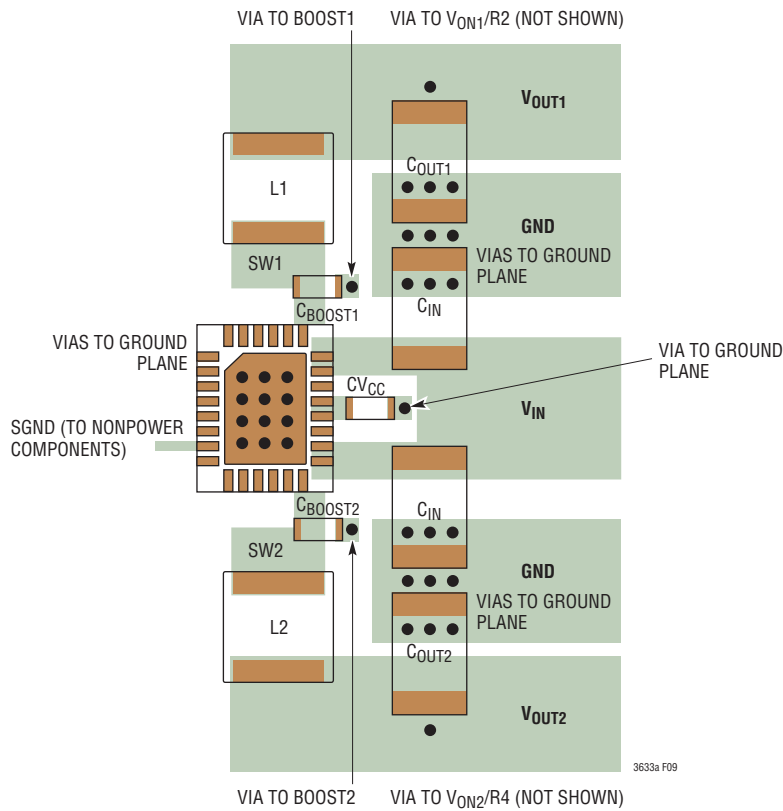 VIA TO BOOST1
VIA TO VON1/R2 (NOT SHOWN)
VOUT1
COUT1
L1
GND
VIAS TO GROUND
PLANE
SW1
CIN
CBOOST1
VIAS TO GROUND
PLANE
VIA TO GROUND
PLANE
CVCC
VIN
SGND (TO NONPOWER
COMPONENTS)
CBOOST2
CIN
SW2
GND
VIAS TO GROUND
PLANE
L2
COUT2
VOUT2
3633a F09
VIA TO BOOST2
VIA TO VON2/R4 (NOT SHOWN)